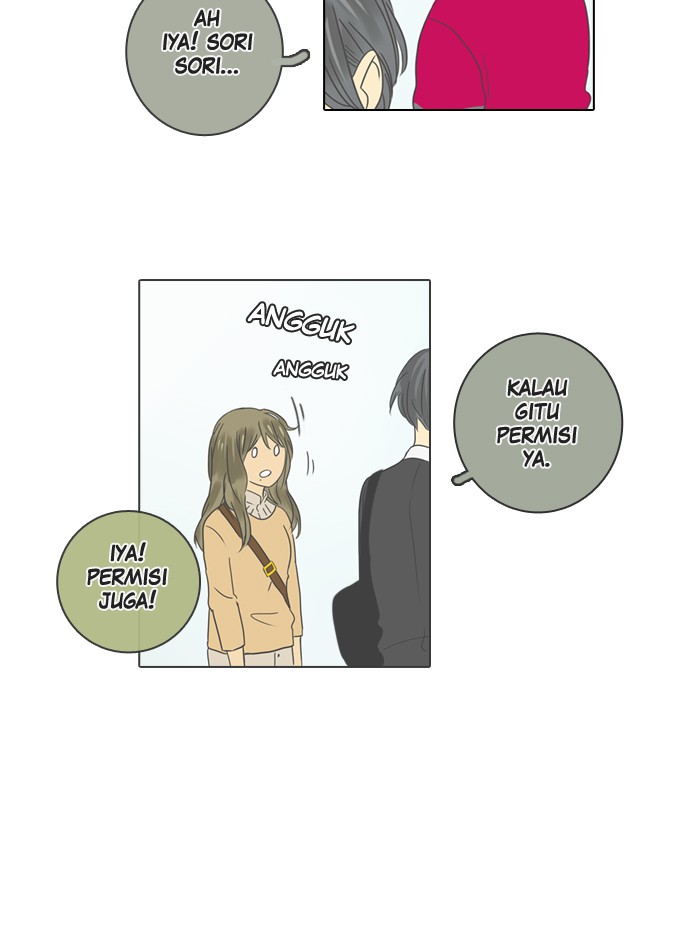 AH
IYA! SORI
SORI...
ANGGUK
ANGGUK
KALAU
GITU
PERMISI
YA.
IYA!
PERMISI
JUGA!